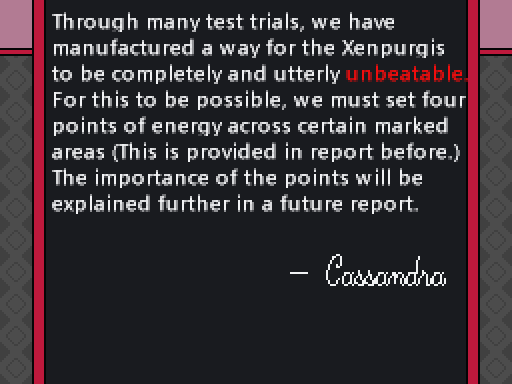 Through many test trials, we have
manufactured a way for the Xenpurgis
to be completely and utterly unbeatable.
For this to be possible, we must set four
points of energy across certain marked
areas (This is provided in report before.)
The importance of the points will be
explained further in a future report.
— Cassandra